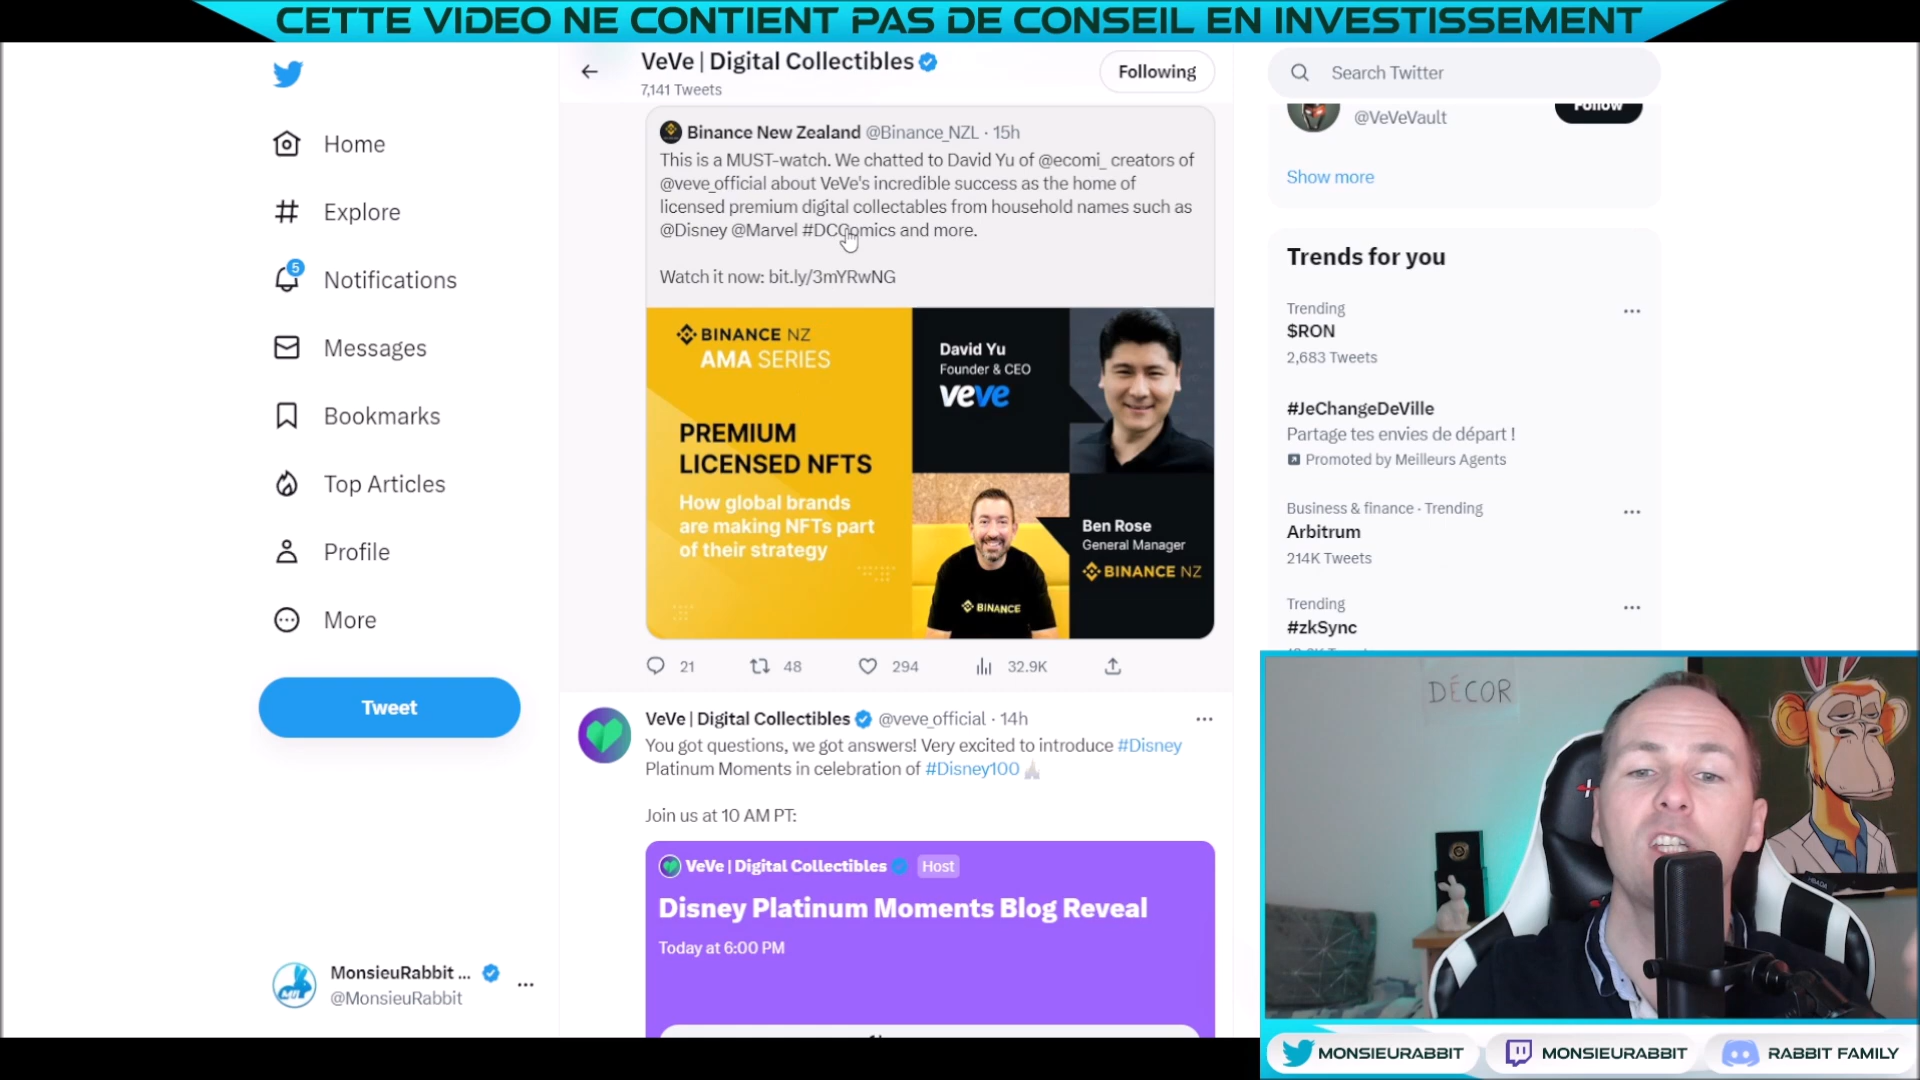 CETTE VIDEO NE CONTIENT PAS DE CONSEIL EN INVESTISSEMENT
VeVe | Digital Collectibles
7,141 Tweets
Following
Search Twitter
Home
Explore
5
Notifications
Messages
Bookmarks
Top Articles
Profile
More
Tweet
MonsieuRabbit ...
@MonsieuRabbit
Binance New Zealand @Binance_NZL · 15h
This is a MUST-watch. We chatted to David Yu of @ecomi_ creators of
@veve_official about VeVe's incredible success as the home of
licensed premium digital collectables from household names such as
@Disney @Marvel #DCComics and more.
Watch it now: bit.ly/3mYRwNG
BINANCE NZ
AMA SERIES
PREMIUM
LICENSED NFTS
How global brands
are making NFTs part
of their strategy
David Yu
Founder & CEO
veve
Ben Rose
General Manager
BINANCE NZ
BINANCE
21 48 294 32.9K
VeVe | Digital Collectibles @veve_official · 14h
You got questions, we got answers! Very excited to introduce #Disney
Platinum Moments in celebration of #Disney100
Join us at 10 AM PT:
VeVe | Digital Collectibles Host
Disney Platinum Moments Blog Reveal
Today at 6:00 PM
@VeVeVault
Follow
Show more
Trends for you
Trending
$RON
2,683 Tweets
#JeChangeDeVille
Partage tes envies de départ !
Promoted by Meilleurs Agents
Business & finance · Trending
Arbitrum
214K Tweets
Trending
#zkSync
DÉCOR
MONSIEURABBIT
MONSIEURABBIT
RABBIT FAMILY